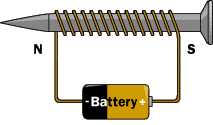 N S
- Battery +